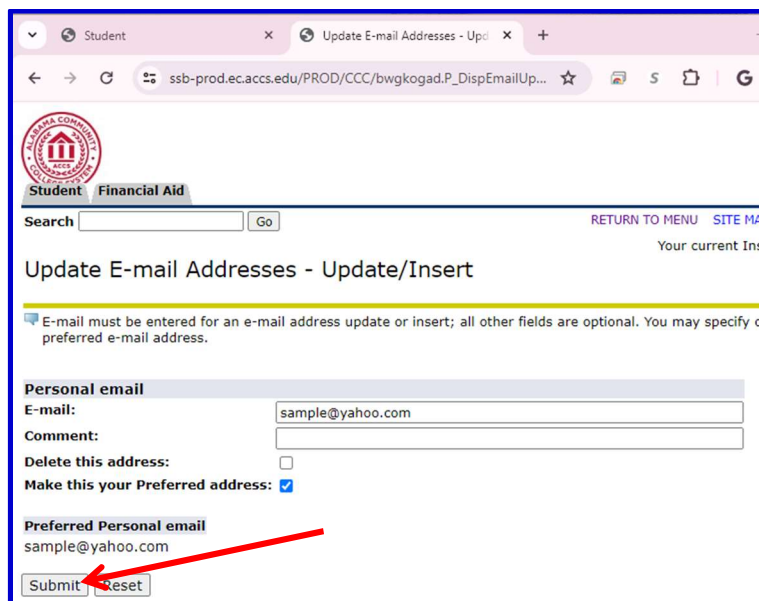 Student
Update E-mail Addresses - Upd
ssb-prod.ec.accs.edu/PROD/CCC/bwgkogad.P_DispEmailUp...
S
G
ALABAMA COMMUNITY
COLLEGE SYSTEM
ACCS
Student Financial Aid
Search Go RETURN TO MENU SITE MA
Your current Ins
Update E-mail Addresses - Update/Insert
E-mail must be entered for an e-mail address update or insert; all other fields are optional. You may specify o
preferred e-mail address.
Personal email
E-mail: sample@yahoo.com
Comment:
Delete this address:
Make this your Preferred address:
Preferred Personal email
sample@yahoo.com
Submit Reset